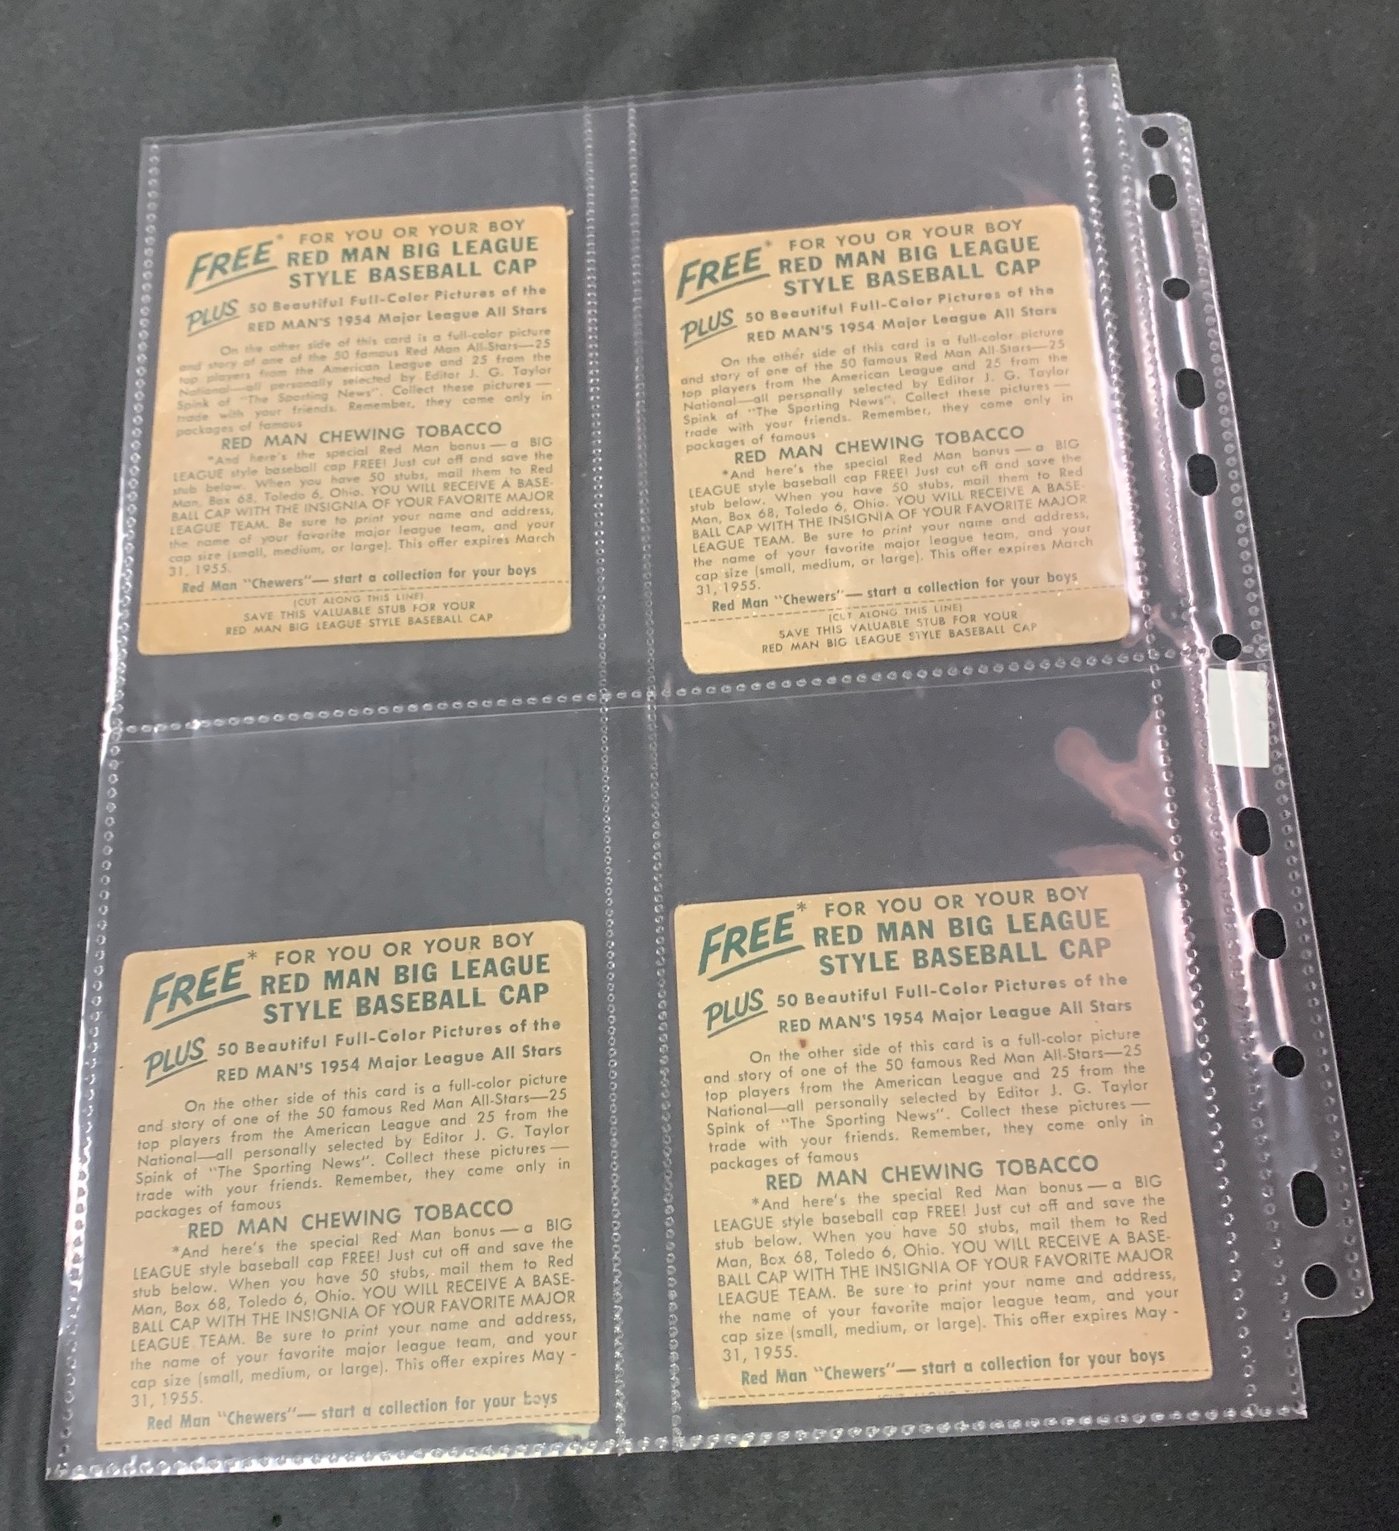 FREE* FOR YOU OR YOUR BOY
RED MAN BIG LEAGUE
STYLE BASEBALL CAP
PLUS 50 Beautiful Full-Color Pictures of the
RED MAN'S 1954 Major League All Stars
On the other side of this card is a full-color picture
and story of one of the 50 famous Red Man All-Stars—25
top players from the American League and 25 from the
National—all personally selected by Editor J. G. Taylor
Spink of "The Sporting News". Collect these pictures—
trade with your friends. Remember, they come only in
packages of famous
RED MAN CHEWING TOBACCO
*And here's the special Red Man bonus—a BIG
LEAGUE style baseball cap FREE! Just cut off and save the
stub below. When you have 50 stubs, mail them to Red
Man, Box 68, Toledo 6, Ohio. YOU WILL RECEIVE A BASE-
BALL CAP WITH THE INSIGNIA OF YOUR FAVORITE MAJOR
LEAGUE TEAM. Be sure to print your name and address,
the name of your favorite major league team, and your
cap size (small, medium, or large). This offer expires March
31, 1955.
Red Man "Chewers"—start a collection for your boys
(CUT ALONG THIS LINE)
SAVE THIS VALUABLE STUB FOR YOUR
RED MAN BIG LEAGUE STYLE BASEBALL CAP
FREE* FOR YOU OR YOUR BOY
RED MAN BIG LEAGUE
STYLE BASEBALL CAP
PLUS 50 Beautiful Full-Color Pictures of the
RED MAN'S 1954 Major League All Stars
On the other side of this card is a full-color picture
and story of one of the 50 famous Red Man All-Stars—25
top players from the American League and 25 from the
National—all personally selected by Editor J. G. Taylor
Spink of "The Sporting News". Collect these pictures—
trade with your friends. Remember, they come only in
packages of famous
RED MAN CHEWING TOBACCO
*And here's the special Red Man bonus—a BIG
LEAGUE style baseball cap FREE! Just cut off and save the
stub below. When you have 50 stubs, mail them to Red
Man, Box 68, Toledo 6, Ohio. YOU WILL RECEIVE A BASE-
BALL CAP WITH THE INSIGNIA OF YOUR FAVORITE MAJOR
LEAGUE TEAM. Be sure to print your name and address,
the name of your favorite major league team, and your
cap size (small, medium, or large). This offer expires March
31, 1955.
Red Man "Chewers"—start a collection for your boys
(CUT ALONG THIS LINE)
SAVE THIS VALUABLE STUB FOR YOUR
RED MAN BIG LEAGUE STYLE BASEBALL CAP
FREE* FOR YOU OR YOUR BOY
RED MAN BIG LEAGUE
STYLE BASEBALL CAP
PLUS 50 Beautiful Full-Color Pictures of the
RED MAN'S 1954 Major League All Stars
On the other side of this card is a full-color picture
and story of one of the 50 famous Red Man All-Stars—25
top players from the American League and 25 from the
National—all personally selected by Editor J. G. Taylor
Spink of "The Sporting News". Collect these pictures—
trade with your friends. Remember, they come only in
packages of famous
RED MAN CHEWING TOBACCO
*And here's the special Red Man bonus—a BIG
LEAGUE style baseball cap FREE! Just cut off and save the
stub below. When you have 50 stubs, mail them to Red
Man, Box 68, Toledo 6, Ohio. YOU WILL RECEIVE A BASE-
BALL CAP WITH THE INSIGNIA OF YOUR FAVORITE MAJOR
LEAGUE TEAM. Be sure to print your name and address,
the name of your favorite major league team, and your
cap size (small, medium, or large). This offer expires May -
31, 1955.
Red Man "Chewers"—start a collection for your boys
FREE* FOR YOU OR YOUR BOY
RED MAN BIG LEAGUE
STYLE BASEBALL CAP
PLUS 50 Beautiful Full-Color Pictures of the
RED MAN'S 1954 Major League All Stars
On the other side of this card is a full-color picture
and story of one of the 50 famous Red Man All-Stars—25
top players from the American League and 25 from the
National—all personally selected by Editor J. G. Taylor
Spink of "The Sporting News". Collect these pictures—
trade with your friends. Remember, they come only in
packages of famous
RED MAN CHEWING TOBACCO
*And here's the special Red Man bonus—a BIG
LEAGUE style baseball cap FREE! Just cut off and save the
stub below. When you have 50 stubs, mail them to Red
Man, Box 68, Toledo 6, Ohio. YOU WILL RECEIVE A BASE-
BALL CAP WITH THE INSIGNIA OF YOUR FAVORITE MAJOR
LEAGUE TEAM. Be sure to print your name and address,
the name of your favorite major league team, and your
cap size (small, medium, or large). This offer expires May -
31, 1955.
Red Man "Chewers"—start a collection for your boys